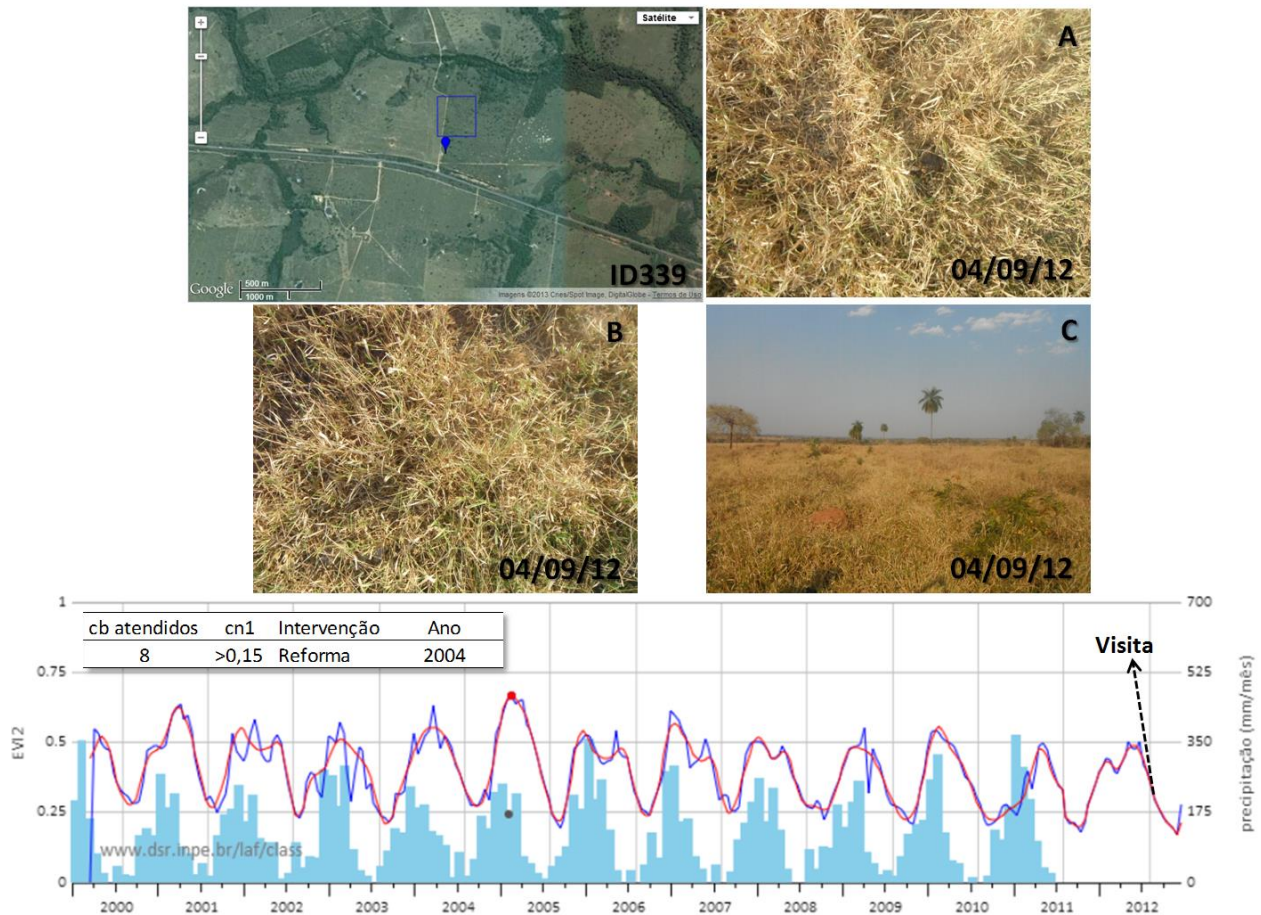 Satélite
ID339
Google
500 m
1000 m
Imagens ©2013 Cnes/Spot Image, DigitalGlobe - Termos de Uso
A
04/09/12
B
04/09/12
C
04/09/12
cb atendidos cn1 Intervenção Ano
8 >0,15 Reforma 2004
Visita
1
0.75
0.5
0.25
0
EVI2
700
525
350
175
0
precipitação (mm/mês)
www.dsr.inpe.br/laf/class
2000 2001 2002 2003 2004 2005 2006 2007 2008 2009 2010 2011 2012